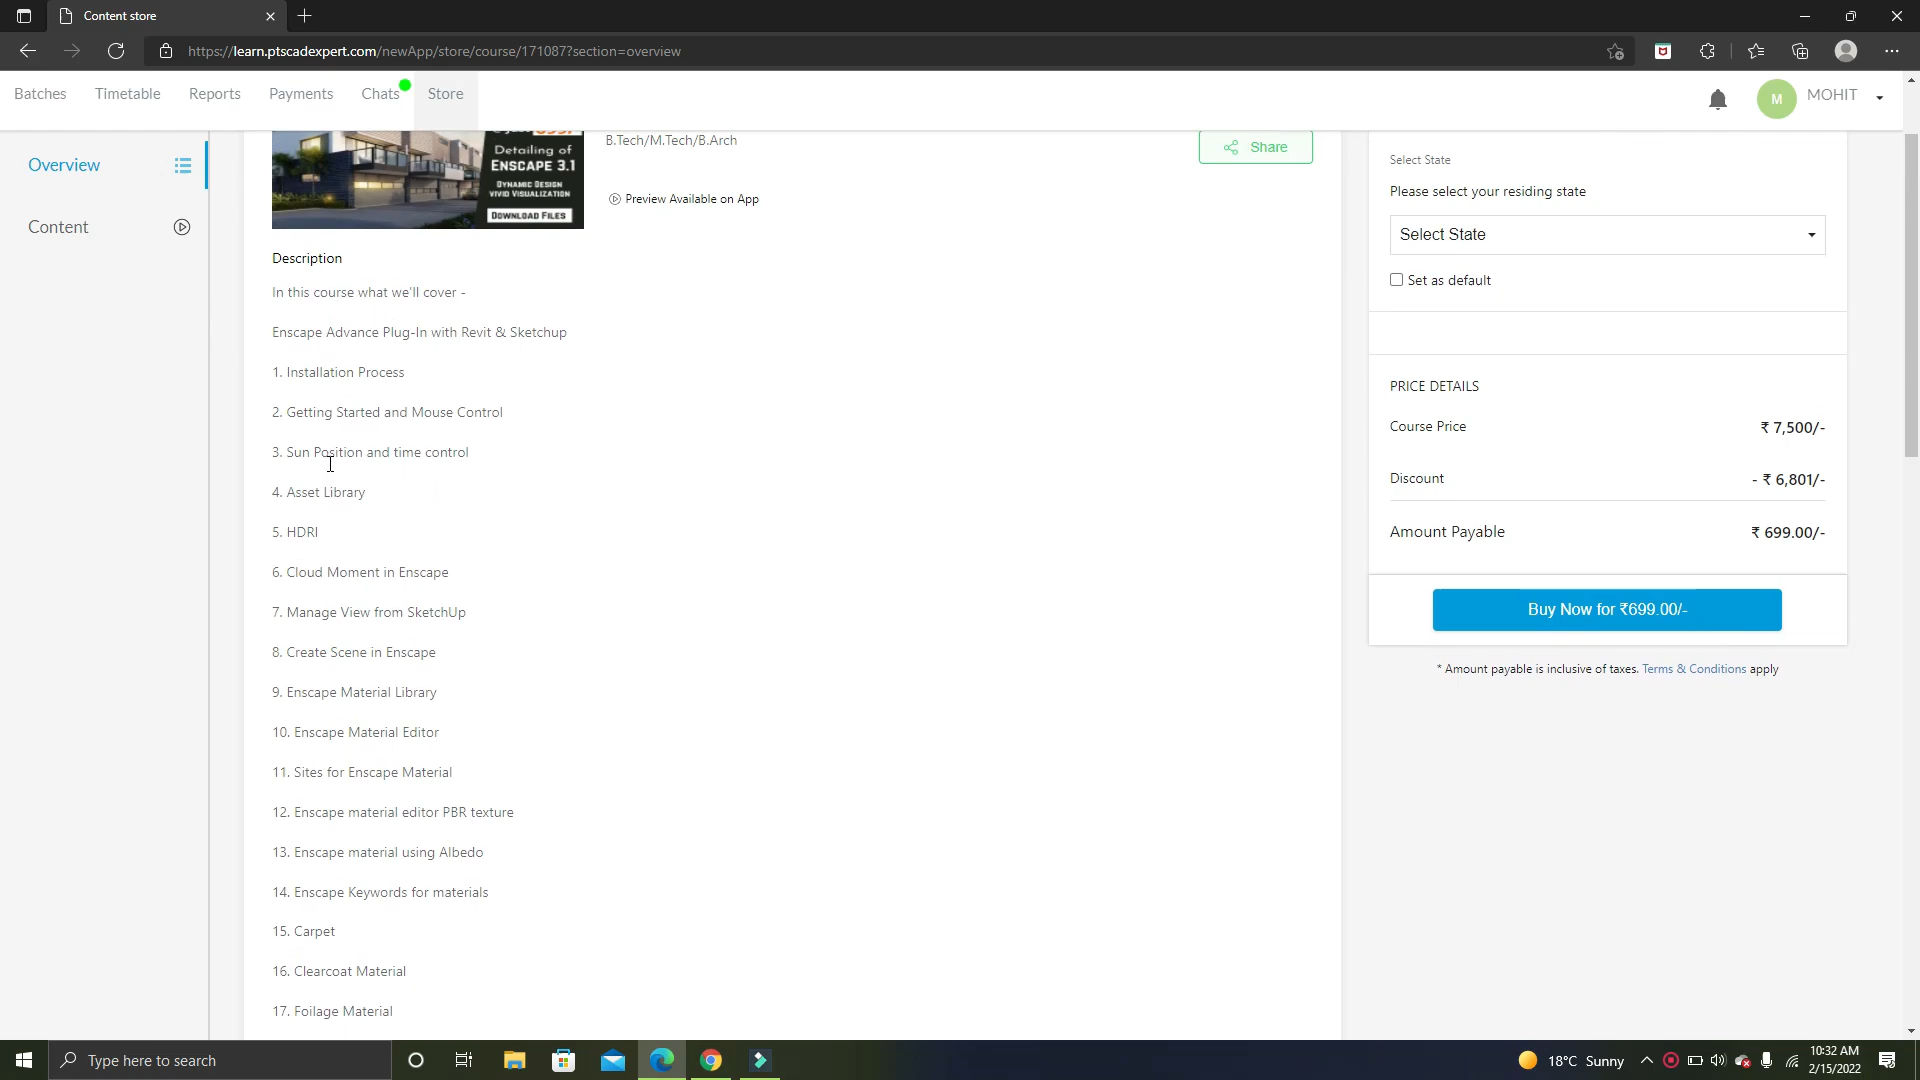 Content store
https://learn.ptscadexpert.com/newApp/store/course/171087?section=overview
Batches Timetable Reports Payments Chats Store
M MOHIT
Overview
Content
Detailing of
ENSCAPE 3.1
DYNAMIC DESIGN
VIVID VISUALIZATION
DOWNLOAD FILES
B.Tech/M.Tech/B.Arch
Preview Available on App
Share
Description
In this course what we'll cover -
Enscape Advance Plug-In with Revit & Sketchup
1. Installation Process
2. Getting Started and Mouse Control
3. Sun Position and time control
4. Asset Library
5. HDRI
6. Cloud Moment in Enscape
7. Manage View from SketchUp
8. Create Scene in Enscape
9. Enscape Material Library
10. Enscape Material Editor
11. Sites for Enscape Material
12. Enscape material editor PBR texture
13. Enscape material using Albedo
14. Enscape Keywords for materials
15. Carpet
16. Clearcoat Material
17. Foilage Material
Select State
Please select your residing state
Select State
Set as default
PRICE DETAILS
Course Price ₹ 7,500/-
Discount - ₹ 6,801/-
Amount Payable ₹ 699.00/-
Buy Now for ₹699.00/-
* Amount payable is inclusive of taxes. Terms & Conditions apply
Type here to search
18°C Sunny
10:32 AM
2/15/2022